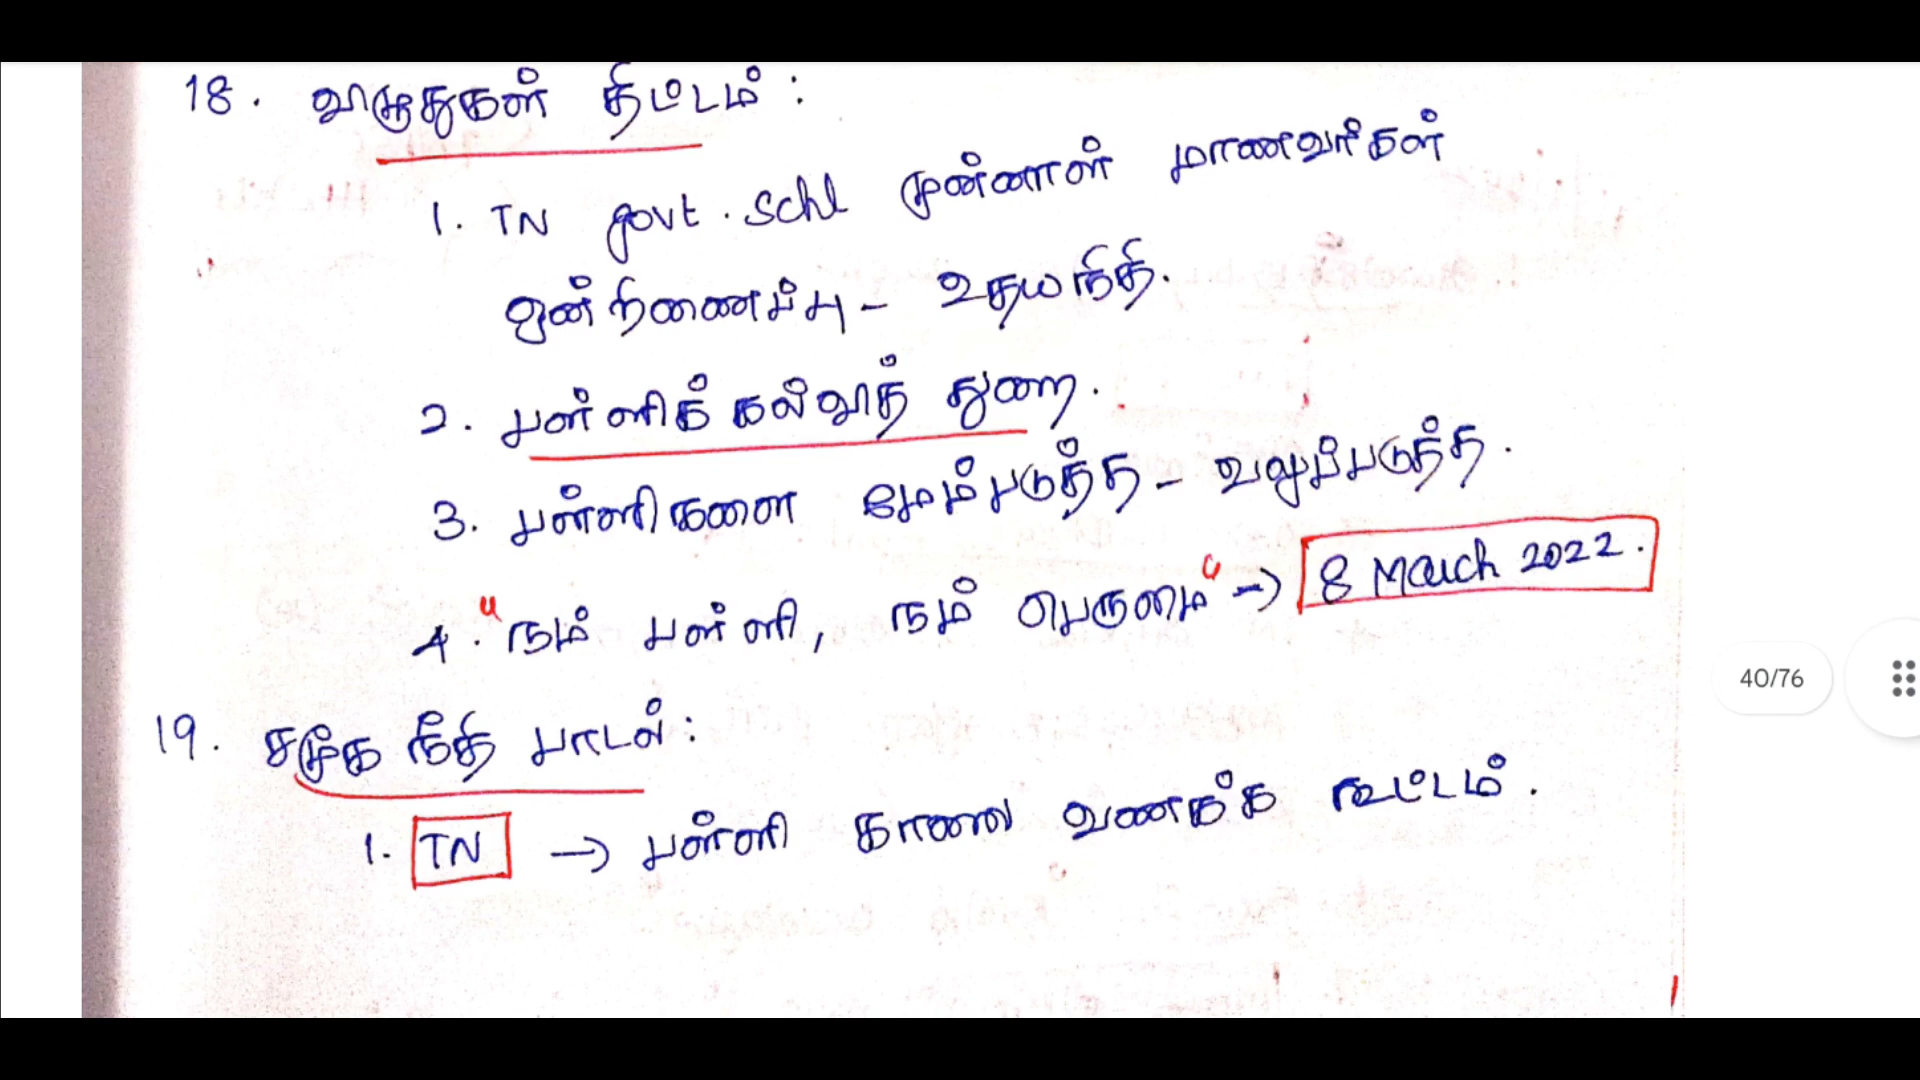 18. விழுதுகள் திட்டம் :
1. TN govt. schl முன்னாள் மாணவர்கள்
ஒன்றிணைப்பு - உதயநிதி.
2. பள்ளிக் கல்வித் துறை.
3. பள்ளிகளை மேம்படுத்த - வலுப்படுத்த.
4. "நம் பள்ளி, நம் பெருமை" → 8 March 2022.
40/76
19. சமூக நீதி பாடல் :
1. TN → பள்ளி காலை வணக்க கூட்டம்.